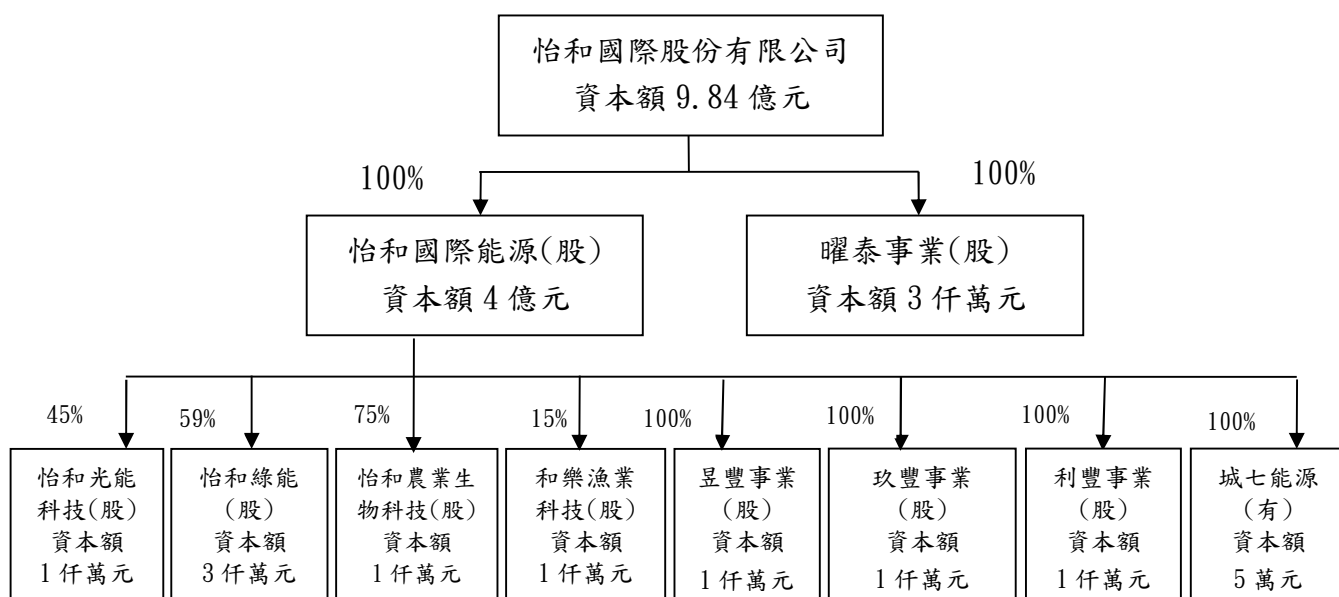 怡和國際股份有限公司
資本額 9.84 億元
100%
100%
怡和國際能源(股)
資本額 4 億元
曜泰事業(股)
資本額 3 仟萬元
45%
59%
75%
15%
100%
100%
100%
100%
怡和光能
科技(股)
資本額
1 仟萬元
怡和綠能
(股)
資本額
3 仟萬元
怡和農業生
物科技(股)
資本額
1 仟萬元
和樂漁業
科技(股)
資本額
1 仟萬元
昱豐事業
(股)
資本額
1 仟萬元
玖豐事業
(股)
資本額
1 仟萬元
利豐事業
(股)
資本額
1 仟萬元
城七能源
(有)
資本額
5 萬元